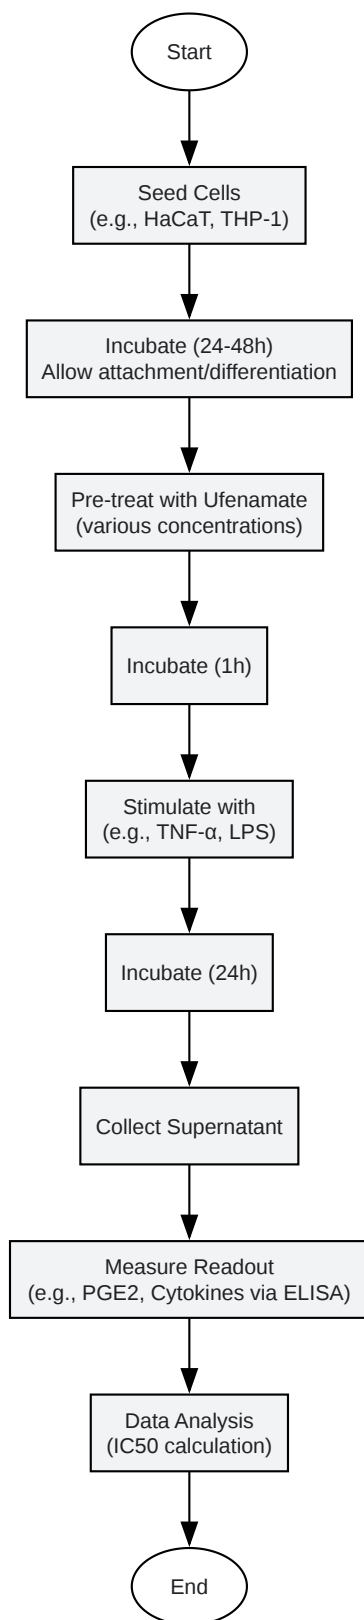 Start
Seed Cells
(e.g., HaCaT, THP-1)
Incubate (24-48h)
Allow attachment/differentiation
Pre-treat with Ufenamate
(various concentrations)
Incubate (1h)
Stimulate with
(e.g., TNF-α, LPS)
Incubate (24h)
Collect Supernatant
Measure Readout
(e.g., PGE2, Cytokines via ELISA)
Data Analysis
(IC50 calculation)
End